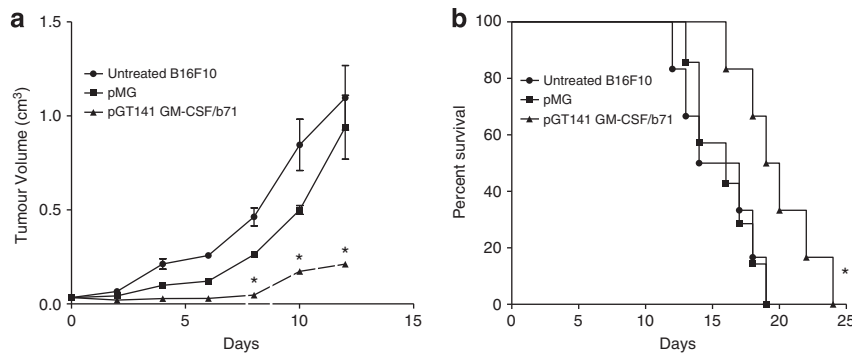 a
Tumour Volume (cm³)
1.5
1.0
0.5
0.0
Untreated B16F10
pMG
pGT141 GM-CSF/b71
*
*
*
0
5
10
15
Days
b
Percent survival
100
80
60
40
20
0
Untreated B16F10
pMG
pGT141 GM-CSF/b71
*
0
5
10
15
20
25
Days